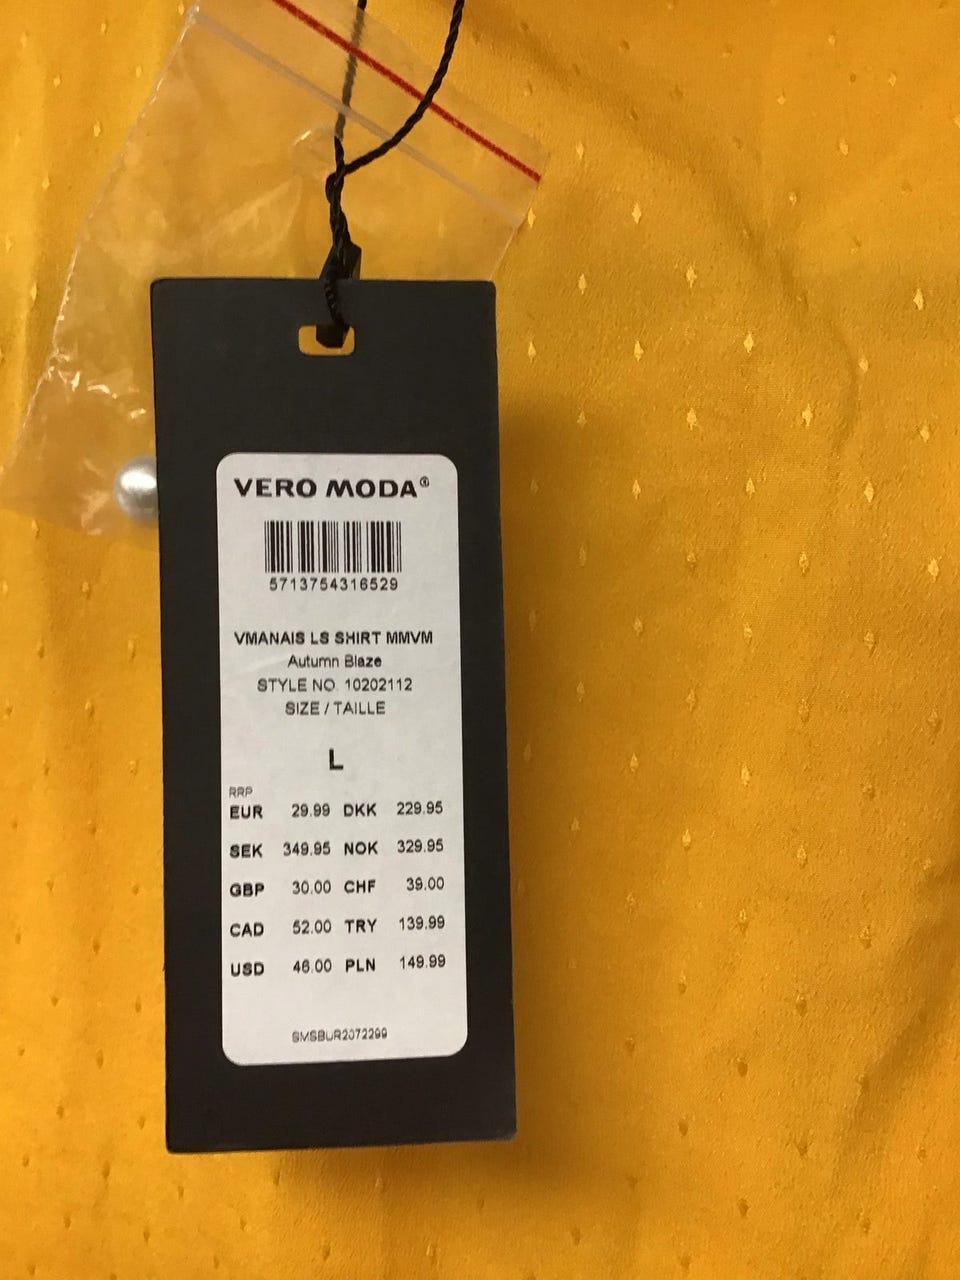 VERO MODA®
5713754316529
VMANAIS LS SHIRT MMVM
Autumn Blaze
STYLE NO. 10202112
SIZE / TAILLE
L
RRP
EUR 29.99 DKK 229.95
SEK 349.95 NOK 329.95
GBP 30.00 CHF 39.00
CAD 52.00 TRY 139.99
USD 46.00 PLN 149.99
SMSBUR2072299